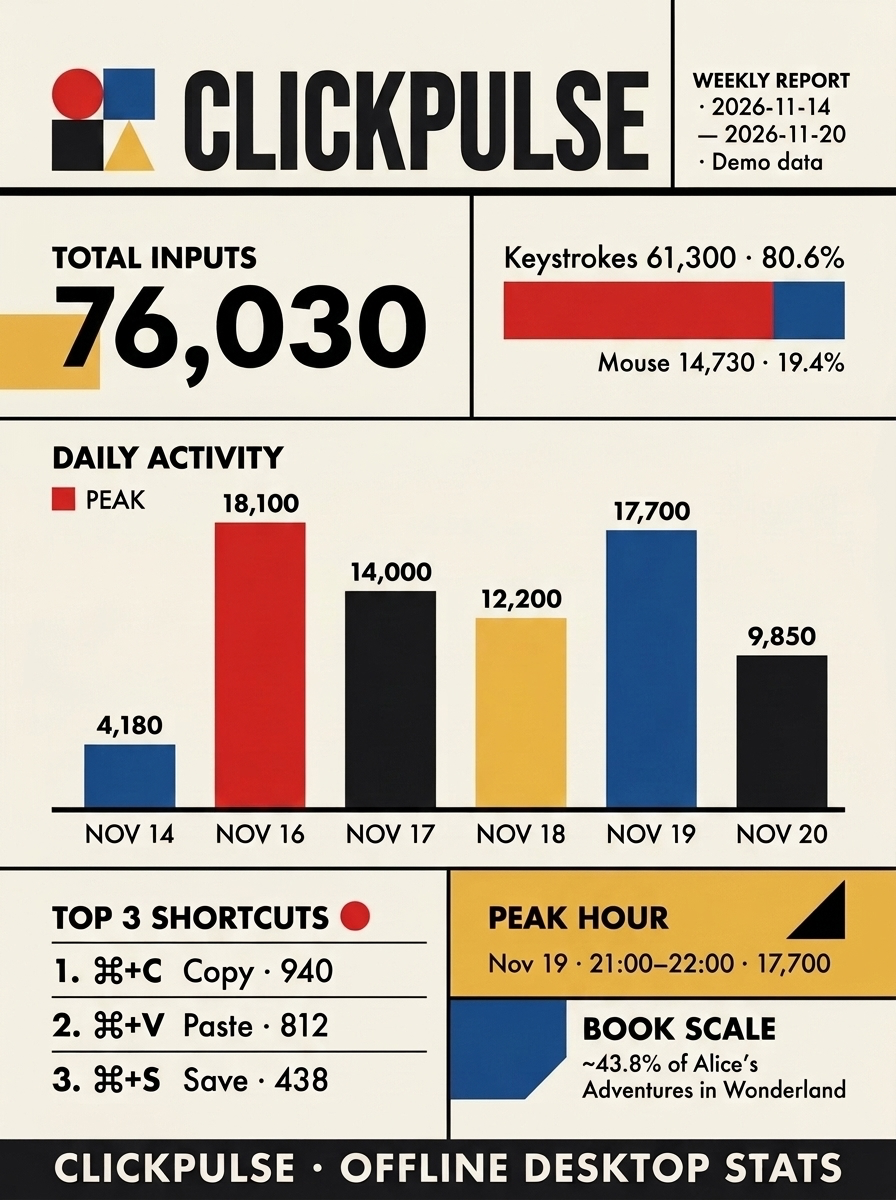 CLICKPULSE
WEEKLY REPORT
· 2026-11-14
— 2026-11-20
· Demo data
TOTAL INPUTS
76,030
Keystrokes 61,300 · 80.6%
Mouse 14,730 · 19.4%
DAILY ACTIVITY
PEAK
4,180
18,100
14,000
12,200
17,700
9,850
NOV 14
NOV 16
NOV 17
NOV 18
NOV 19
NOV 20
TOP 3 SHORTCUTS
1. ⌘+C Copy · 940
2. ⌘+V Paste · 812
3. ⌘+S Save · 438
PEAK HOUR
Nov 19 · 21:00–22:00 · 17,700
BOOK SCALE
~43.8% of Alice’s
Adventures in Wonderland
CLICKPULSE · OFFLINE DESKTOP STATS